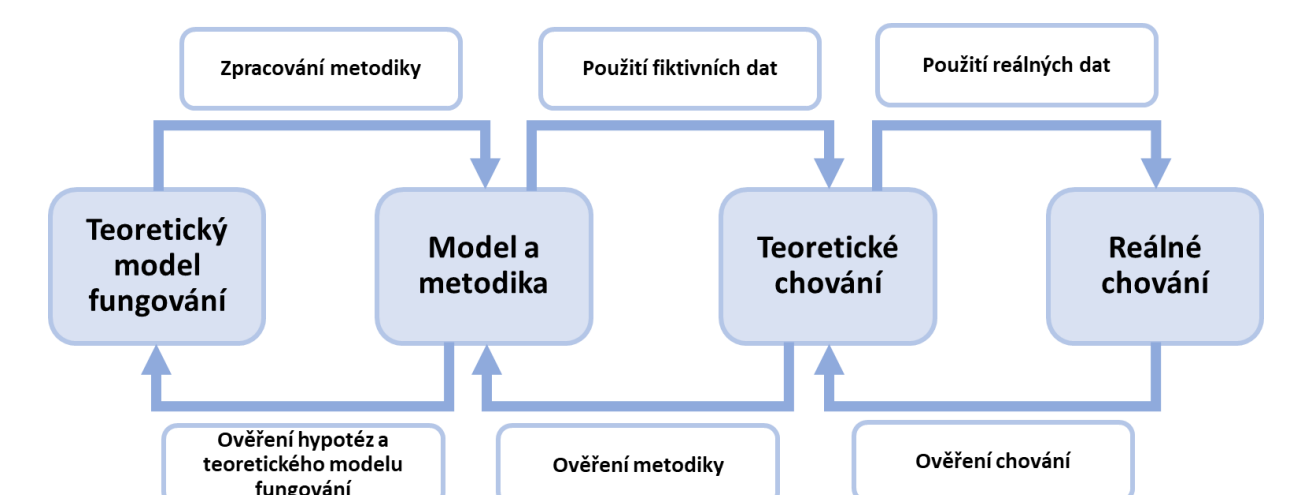 Zpracování metodiky
Použití fiktivních dat
Použití reálných dat
Teoretický
model
fungování
Model a
metodika
Teoretické
chování
Reálné
chování
Ověření hypotéz a
teoretického modelu
fungování
Ověření metodiky
Ověření chování